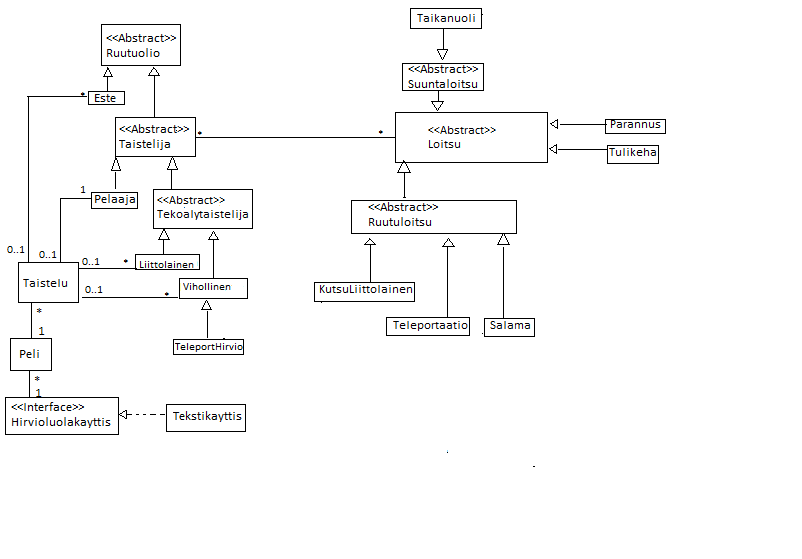 Taikanuoli
<<Abstract>>
Ruutuolio
<<Abstract>>
Suuntaloitsu
*
Este
<<Abstract>>
Taistelija
*
*
<<Abstract>>
Loitsu
Parannus
Tulikeha
1
Pelaaja
<<Abstract>>
Tekoalytaistelija
<<Abstract>>
Ruutuloitsu
0..1
0..1
0..1
*
Liittolainen
Taistelu
0..1
*
Vihollinen
KutsuLiittolainen
*
1
Teleportaatio
Salama
TeleportHirvio
Peli
*
1
<<Interface>>
Hirvioluolakayttis
Tekstikayttis